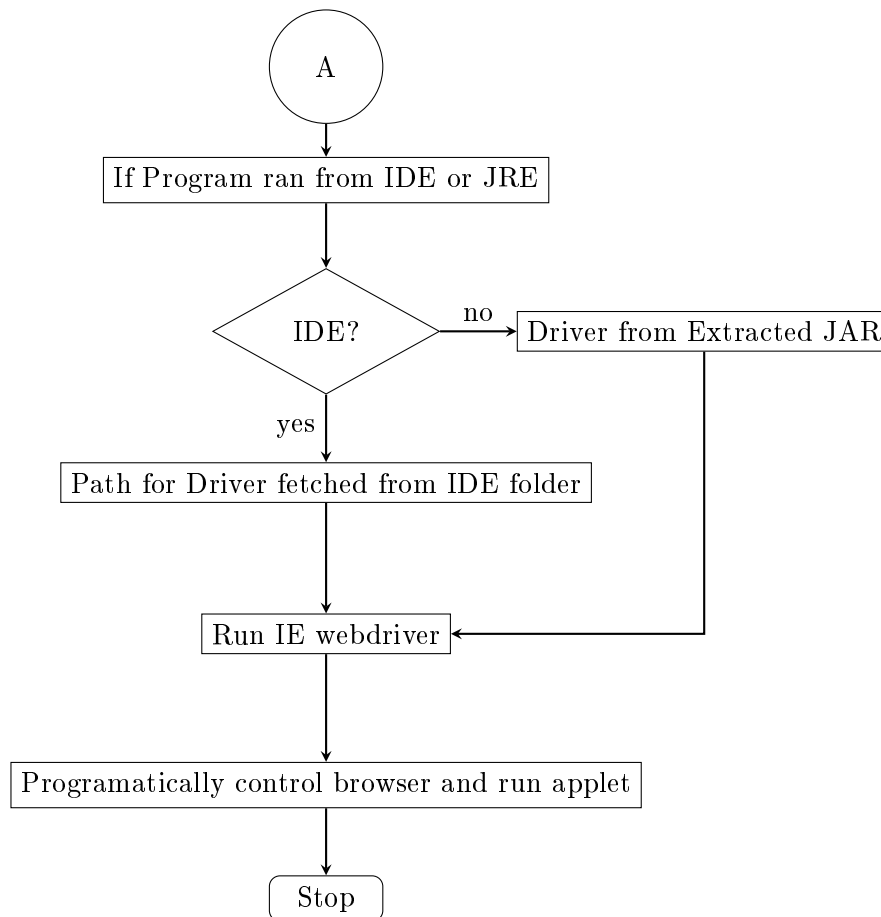 A
If Program ran from IDE or JRE
IDE?
no
Driver from Extracted JAR
yes
Path for Driver fetched from IDE folder
Run IE webdriver
Programatically control browser and run applet
Stop